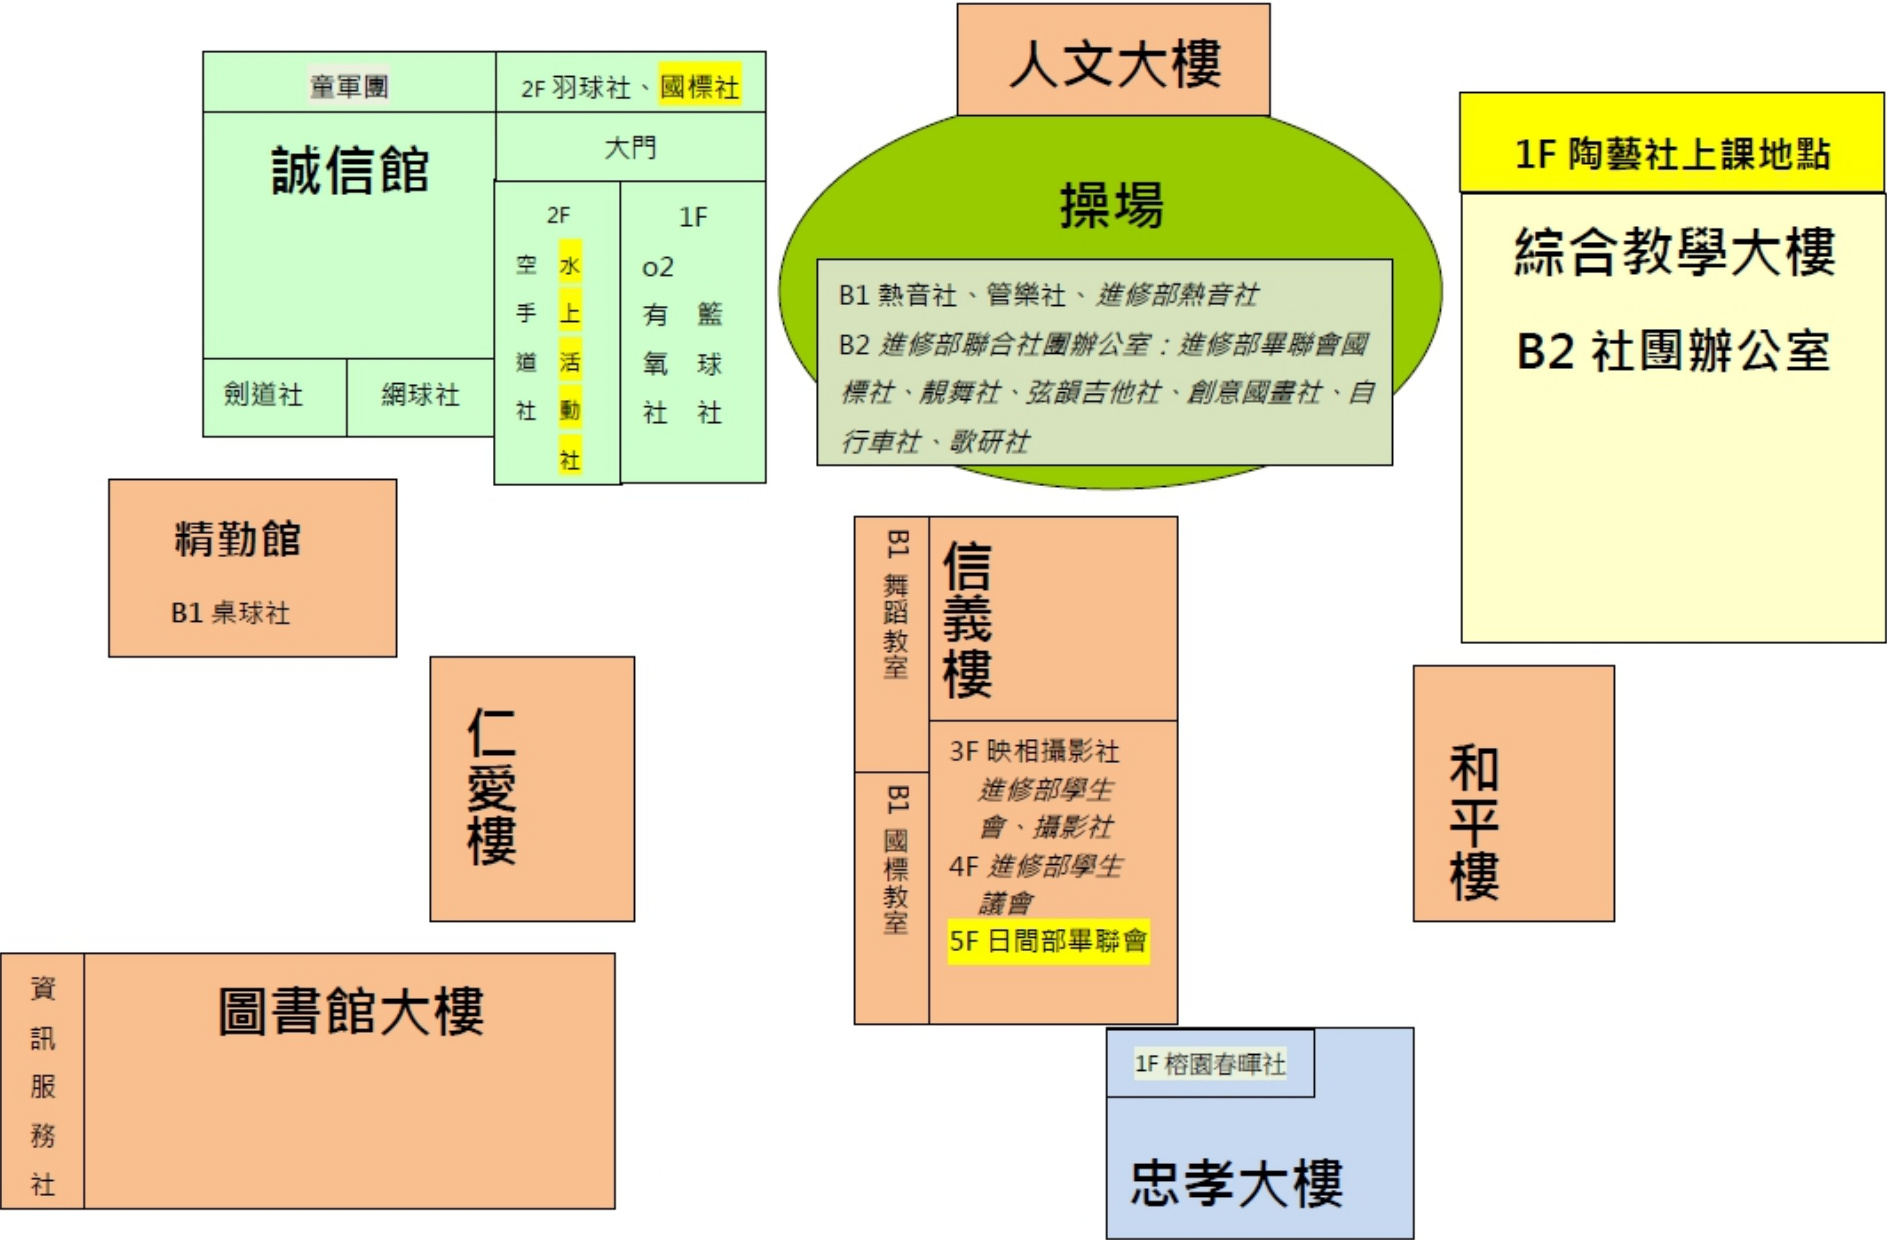 人文大樓
童軍團
2F 羽球社、國標社
誠信館
大門
2F
空手道社
水上活動社
1F
o2
有氧社
籃球社
劍道社
網球社
操場
B1 熱音社、管樂社、進修部熱音社
B2 進修部聯合社團辦公室：進修部畢聯會國
標社、靚舞社、弦韻吉他社、創意國畫社、自
行車社、歌研社
1F 陶藝社上課地點
綜合教學大樓
B2 社團辦公室
精勤館
B1 桌球社
仁愛樓
B1 舞蹈教室
信義樓
B1 國標教室
3F 映相攝影社
進修部學生
會、攝影社
4F 進修部學生
議會
5F 日間部畢聯會
和平樓
資訊服務社
圖書館大樓
1F 榕園春暉社
忠孝大樓